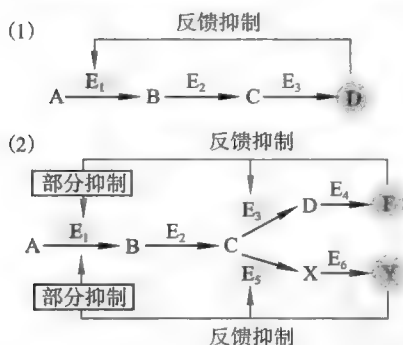 (1) 反馈抑制
E₁ E₂ E₃
A B C D
(2) 反馈抑制
部分抑制 E₄
E₃ D F
E₁ E₂
A B C
E₆
部分抑制 E₅ X Y
反馈抑制